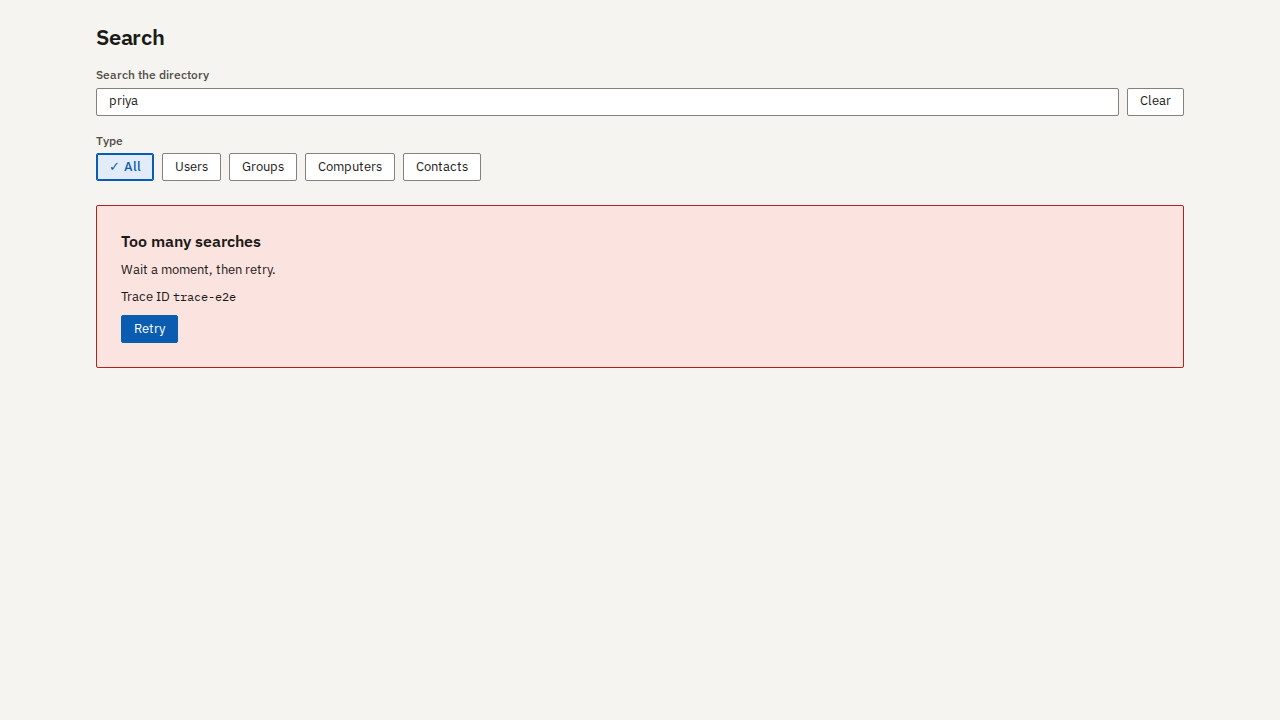 Search
Search the directory
priya
Clear
Type
✓ All
Users
Groups
Computers
Contacts
Too many searches
Wait a moment, then retry.
Trace ID trace-e2e
Retry